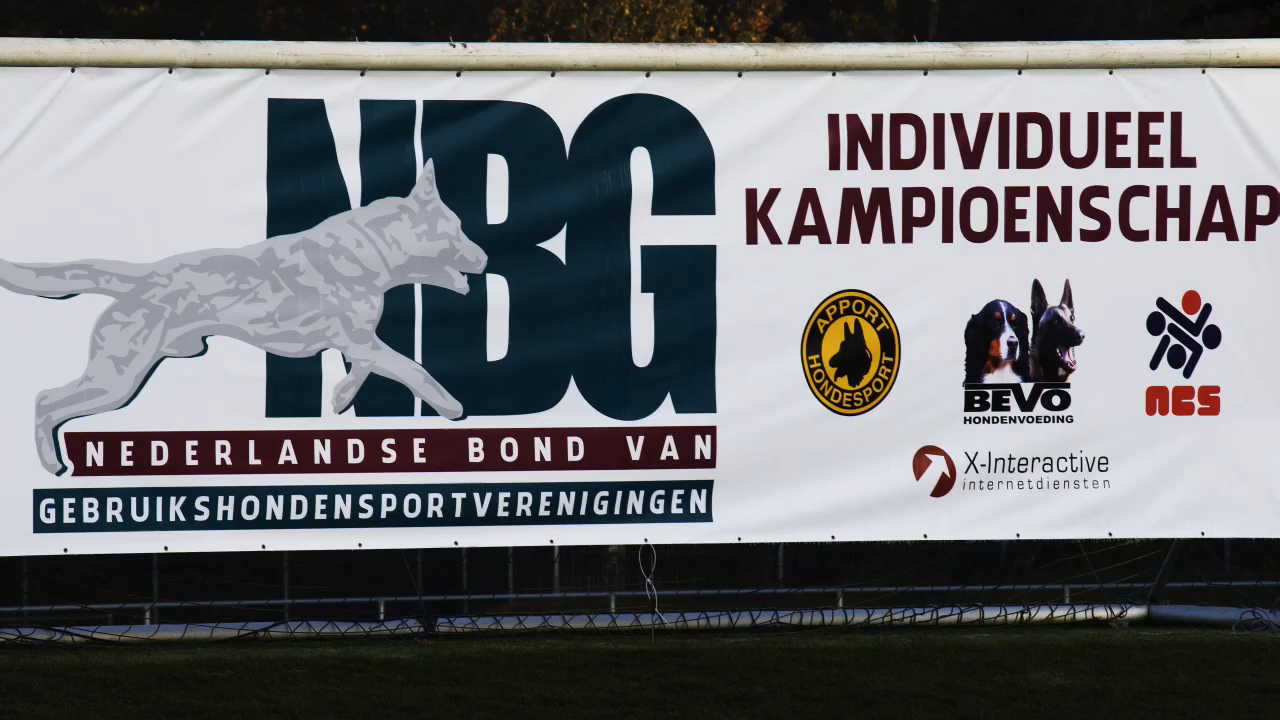 NBG
NEDERLANDSE BOND VAN
GEBRUIKSHONDENSPORTVERENIGINGEN
INDIVIDUEEL
KAMPIOENSCHAP
APPORT
HONDESPORT
BEVO
HONDENVOEDING
ncs
X-Interactive
internetdiensten